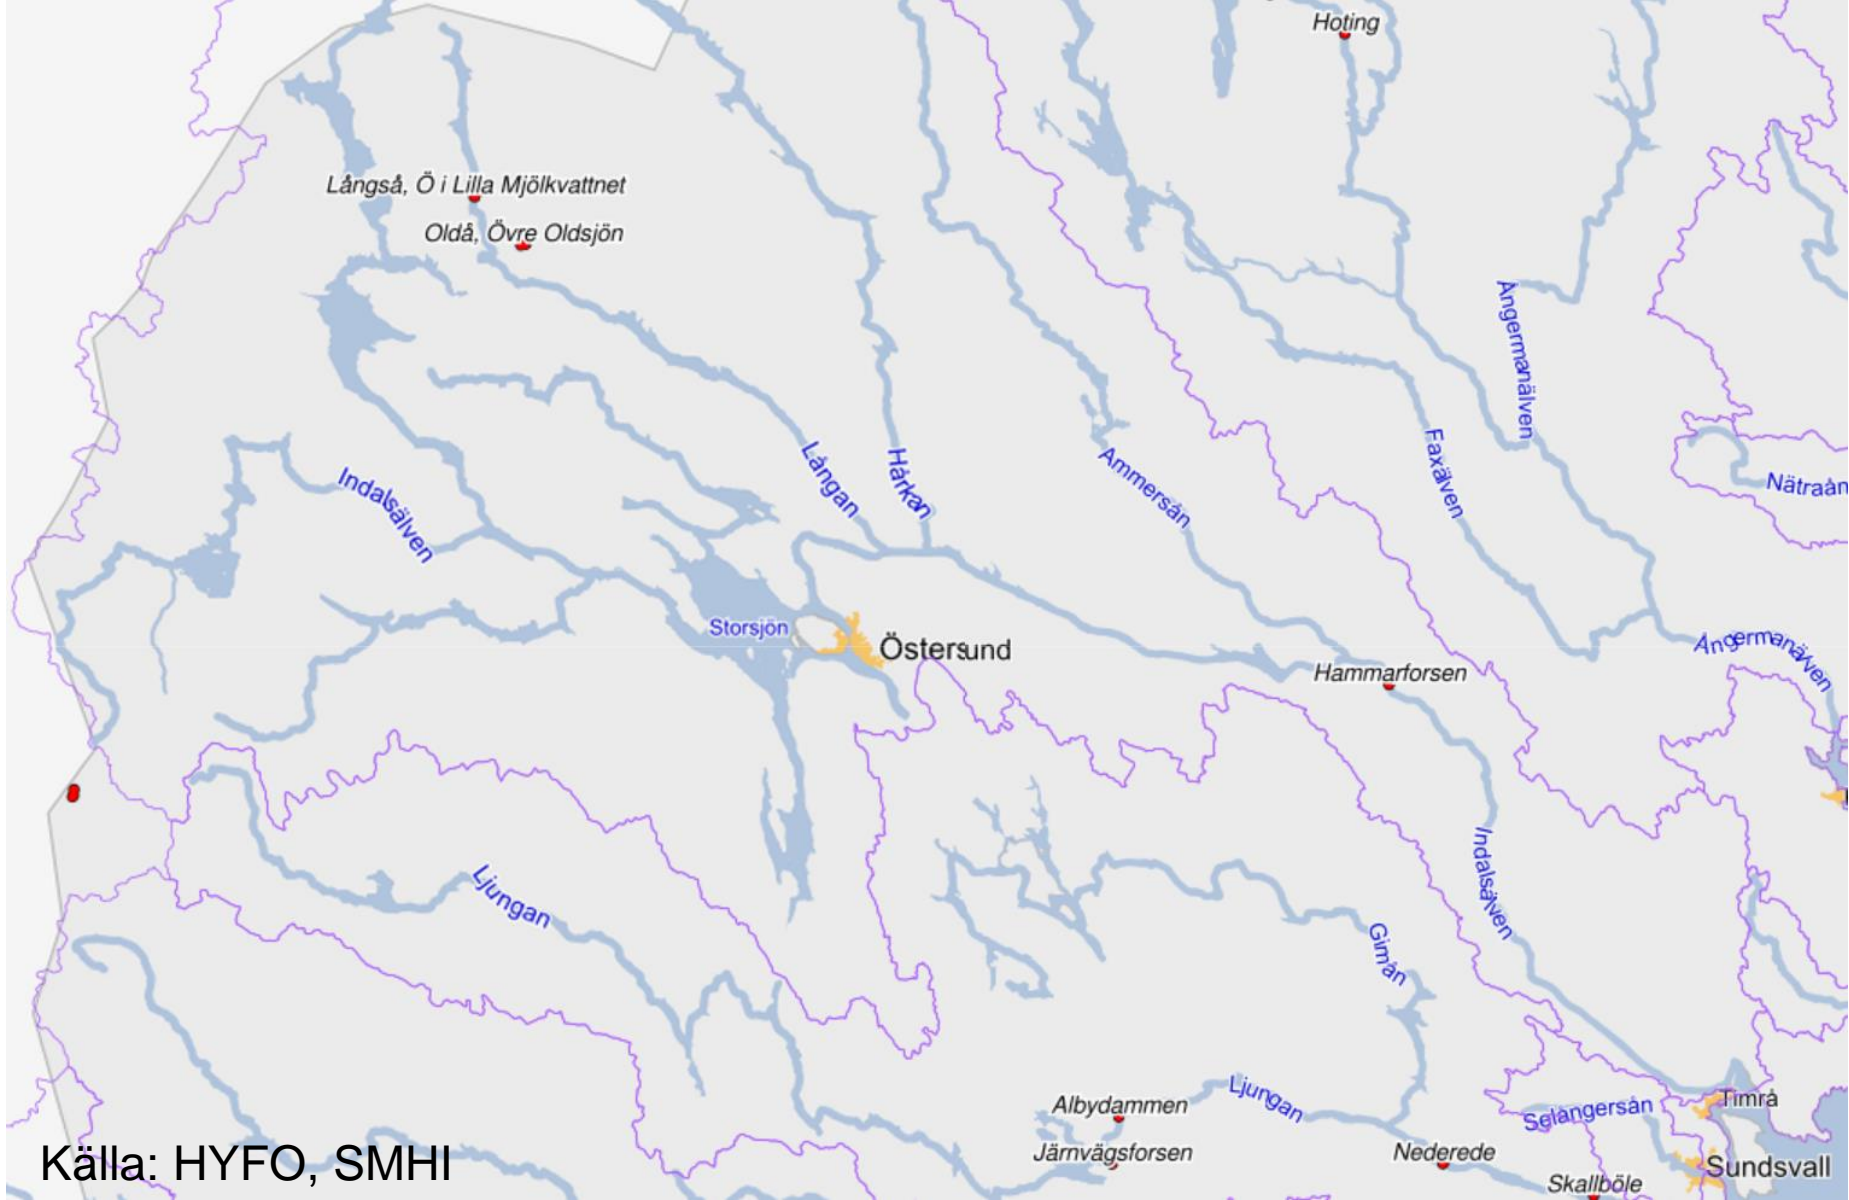 Hoting
Långså, Ö i Lilla Mjölkvattnet
Oldå, Övre Oldsjön
Ångermanälven
Långan
Hårkan
Ammersån
Faxälven
Indalsälven
Nätraån
Storsjön
Östersund
Ångermanälven
Hammarforsen
Indalsälven
Ljungan
Gimån
Albydammen
Ljungan
Selångersån
Timrå
Järnvägsforsen
Nederede
Sundsvall
Skallböle
Källa: HYFO, SMHI